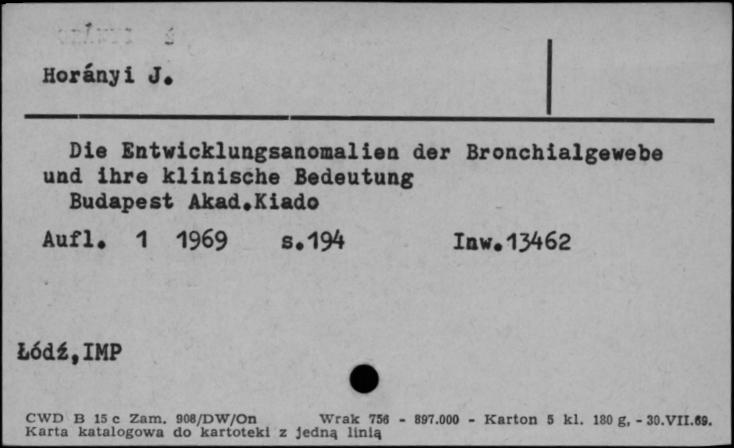 Horányi J.
Die Entwicklungsanomalien der Bronchialgewebe
und ihre klinische Bedeutung
Budapest Akad.Kiado
Aufl. 1 1969 s.194 Inw.13462
Łódź,IMP
CWD B 15 c Zam. 908/DW/On Wrak 756 - 897.000 - Karton 5 kl. 180 g, - 30.VII.69.
Karta katalogowa do kartoteki z jedną linią